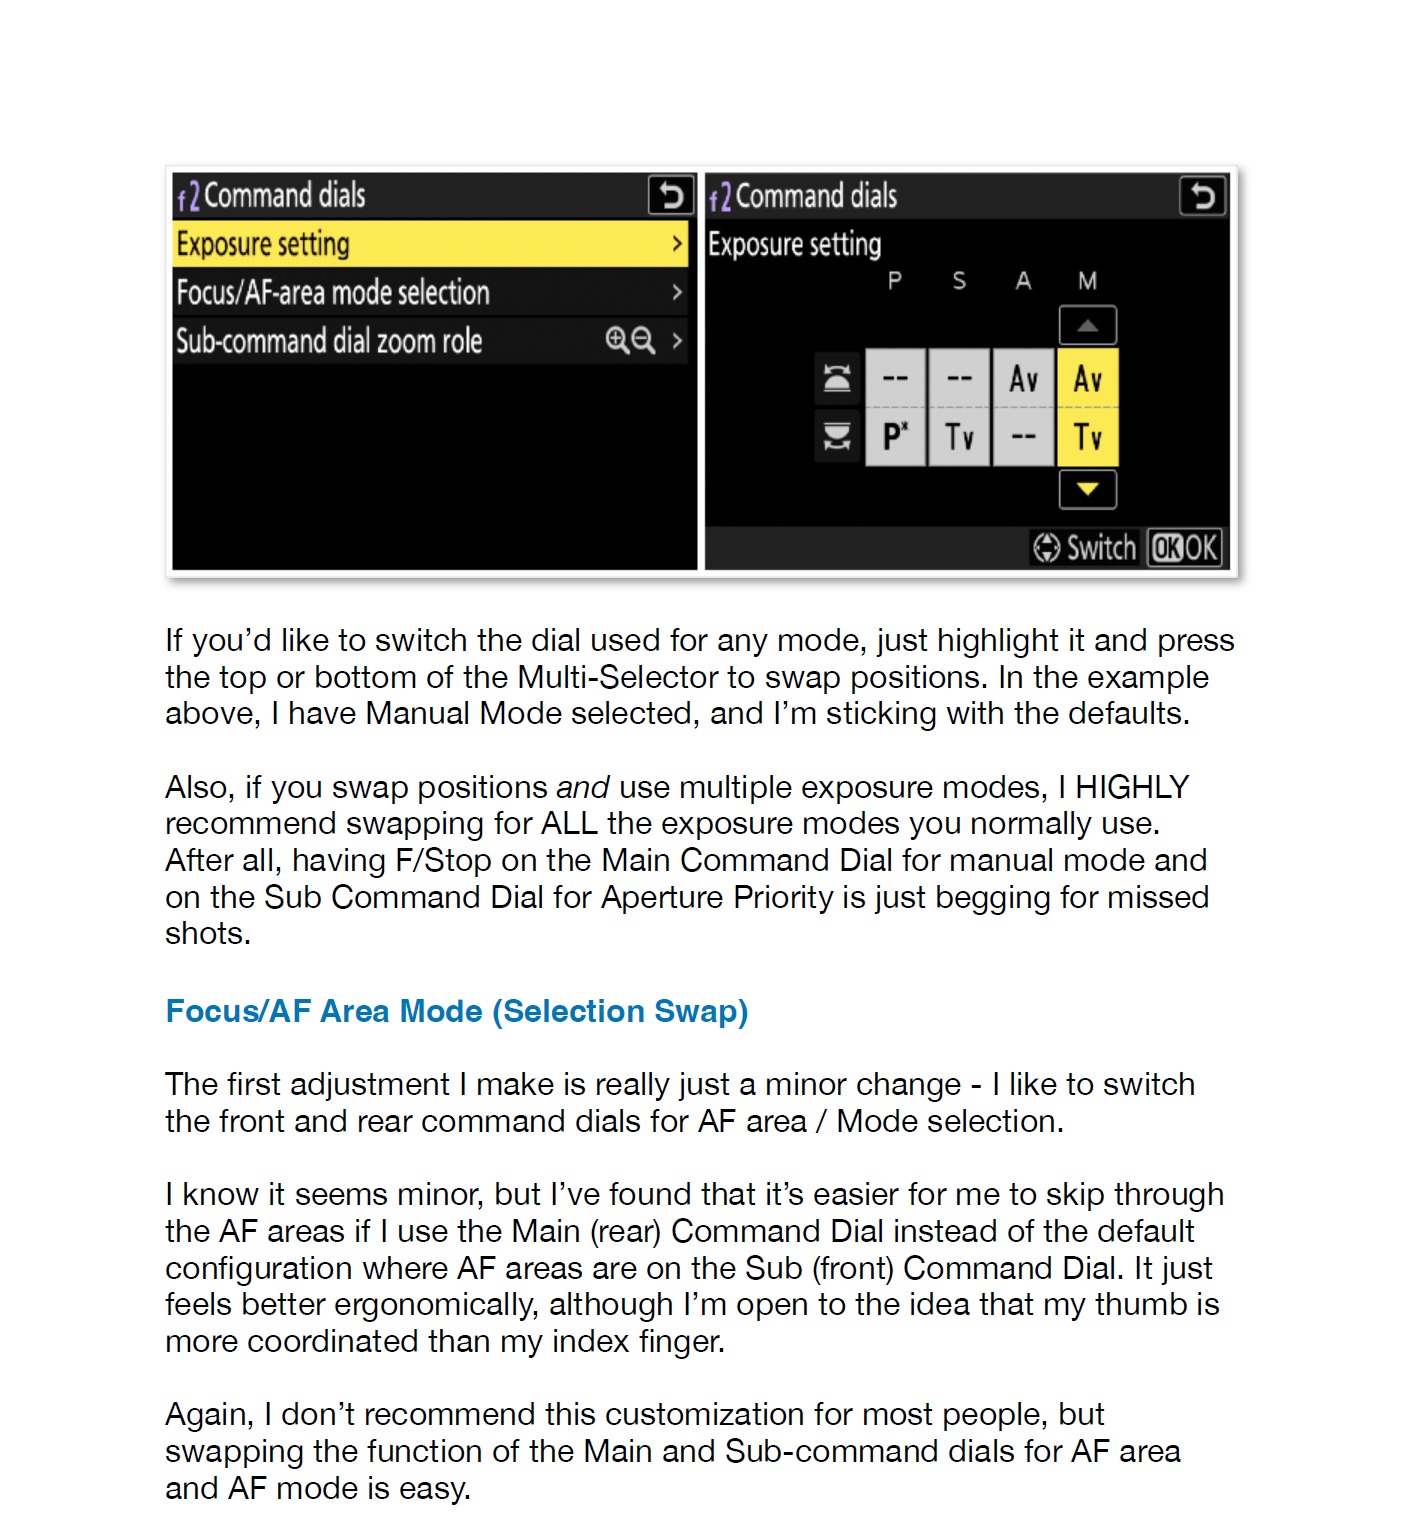 f2 Command dials
Exposure setting
Focus/AF-area mode selection
Sub-command dial zoom role
f2 Command dials
Exposure setting
P S A M
-- -- Av Av
P* Tv -- Tv
Switch OK OK
If you’d like to switch the dial used for any mode, just highlight it and press
the top or bottom of the Multi-Selector to swap positions. In the example
above, I have Manual Mode selected, and I’m sticking with the defaults.
Also, if you swap positions and use multiple exposure modes, I HIGHLY
recommend swapping for ALL the exposure modes you normally use.
After all, having F/Stop on the Main Command Dial for manual mode and
on the Sub Command Dial for Aperture Priority is just begging for missed
shots.
Focus/AF Area Mode (Selection Swap)
The first adjustment I make is really just a minor change - I like to switch
the front and rear command dials for AF area / Mode selection.
I know it seems minor, but I’ve found that it’s easier for me to skip through
the AF areas if I use the Main (rear) Command Dial instead of the default
configuration where AF areas are on the Sub (front) Command Dial. It just
feels better ergonomically, although I’m open to the idea that my thumb is
more coordinated than my index finger.
Again, I don’t recommend this customization for most people, but
swapping the function of the Main and Sub-command dials for AF area
and AF mode is easy.